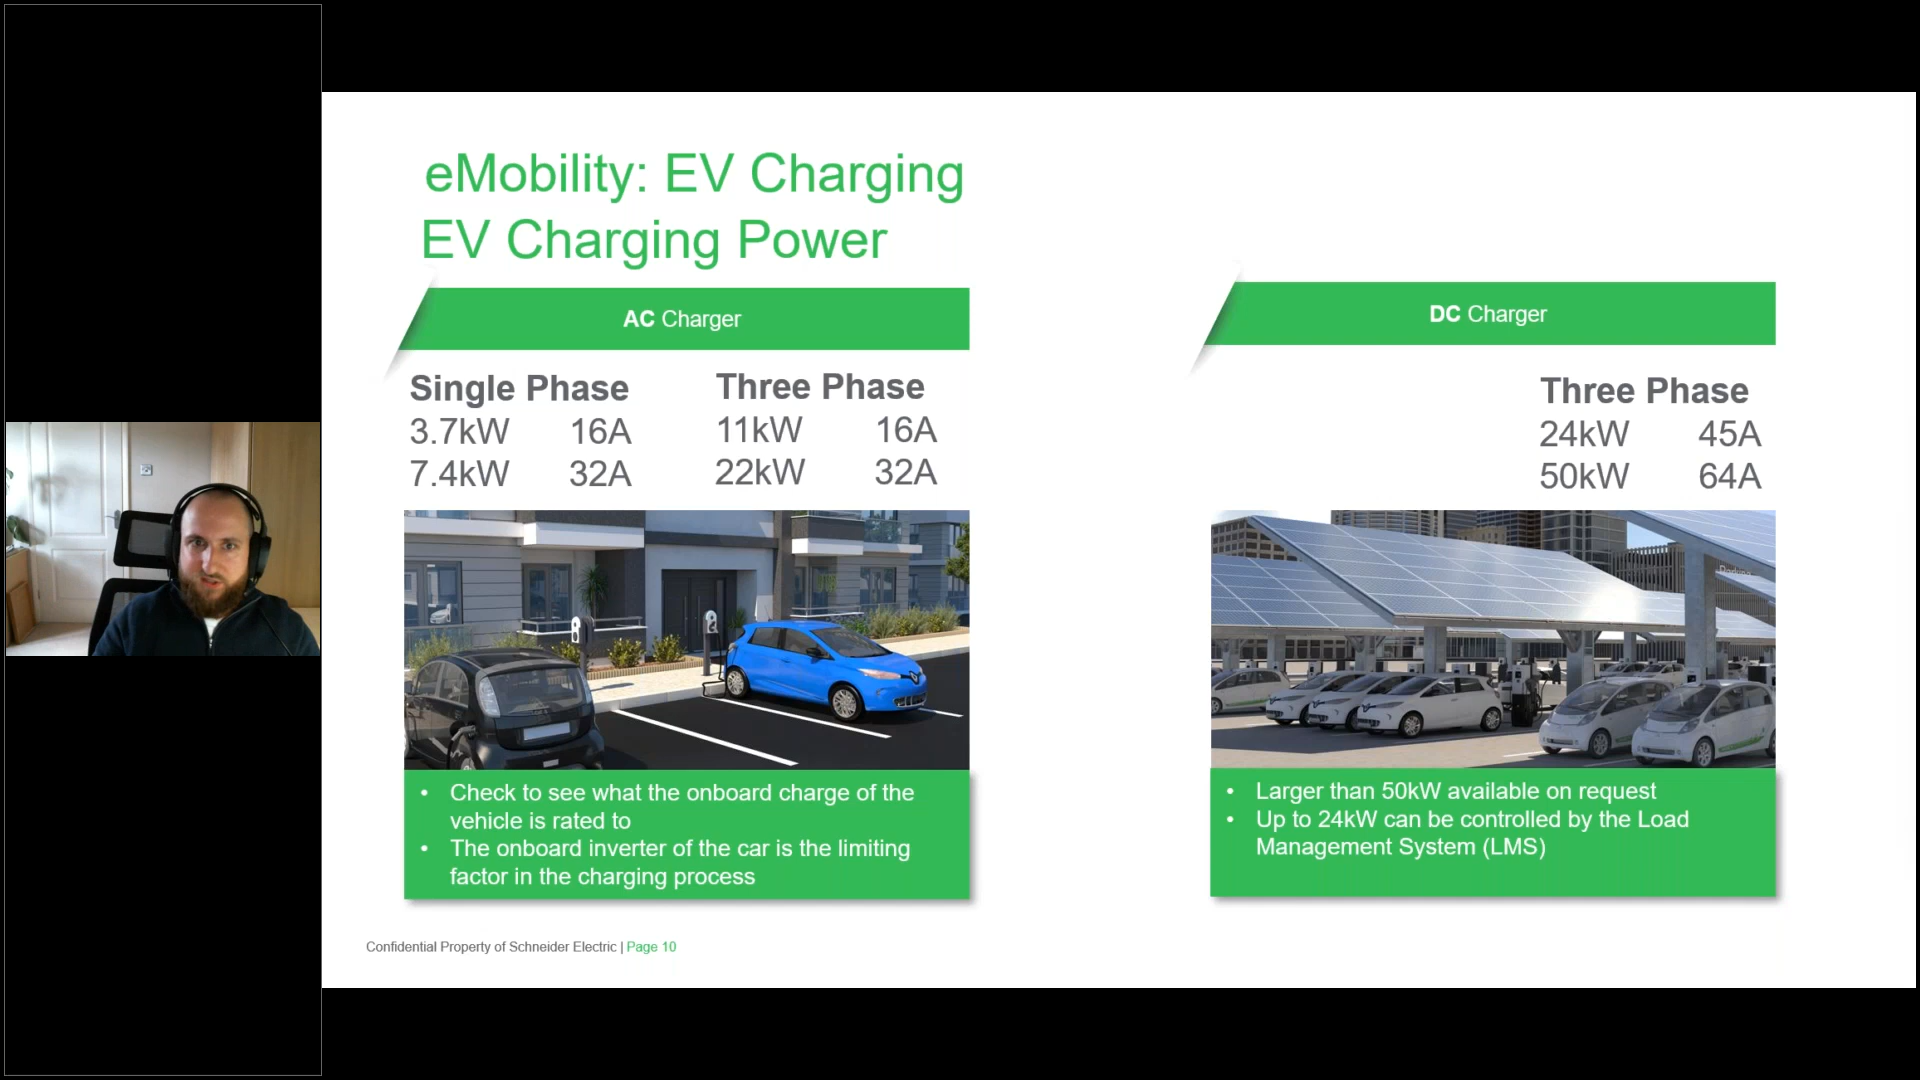 eMobility: EV Charging
EV Charging Power
AC Charger
Single Phase
3.7kW 16A
7.4kW 32A
Three Phase
11kW 16A
22kW 32A
• Check to see what the onboard charge of the
vehicle is rated to
• The onboard inverter of the car is the limiting
factor in the charging process
DC Charger
Three Phase
24kW 45A
50kW 64A
• Larger than 50kW available on request
• Up to 24kW can be controlled by the Load
Management System (LMS)
Confidential Property of Schneider Electric | Page 10